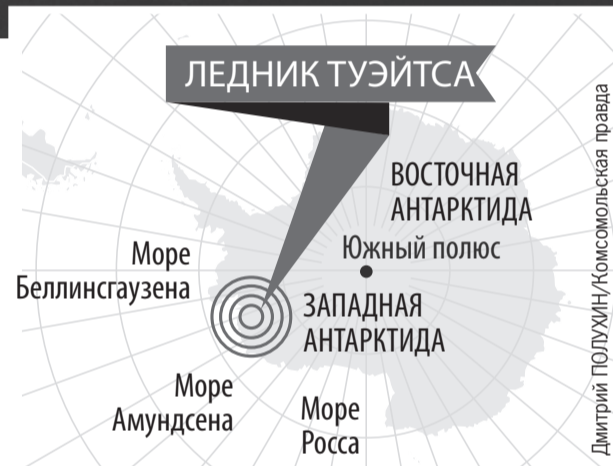 ЛЕДНИК ТУЭЙТСА
ВОСТОЧНАЯ
АНТАРКТИДА
Южный полюс
Море
Беллинсгаузена
ЗАПАДНАЯ
АНТАРКТИДА
Море
Амундсена
Море
Росса
Дмитрий ПОЛУХИН/Комсомольская правда